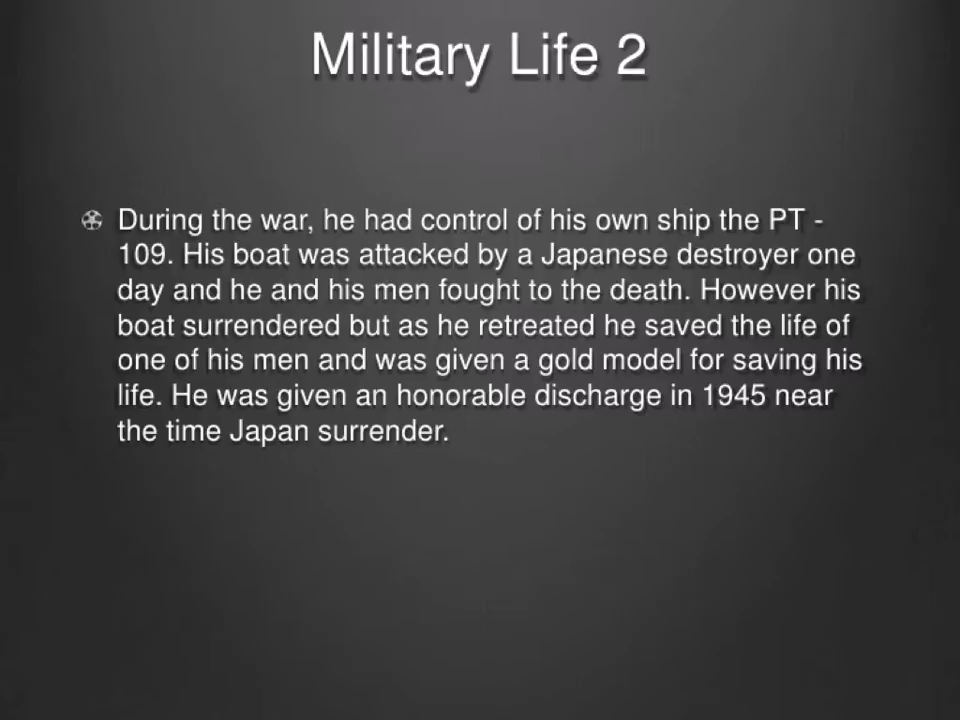 Military Life 2
During the war, he had control of his own ship the PT -
109. His boat was attacked by a Japanese destroyer one
day and he and his men fought to the death. However his
boat surrendered but as he retreated he saved the life of
one of his men and was given a gold model for saving his
life. He was given an honorable discharge in 1945 near
the time Japan surrender.